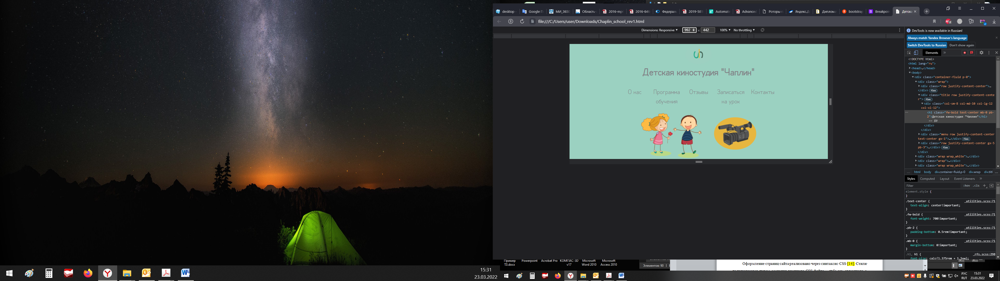 desktop –
Google П
МИ_3650
Область-
2016-mp
2016-646
Федераль
2019-581
Automate
Advanced
Роторы г
Яндекс.Д
Диплом.
bootstrap
Breakpoin
Детска
file:///C:/Users/user/Downloads/Chaplin_school_rev1.html
Dimensions: Responsive 992 × 442 100% No throttling
DevTools is now available in Russian!
Always match Yandex Browser's language
Switch DevTools to Russian Don't show again
Elements
Детская киностудия "Чаплин"
О нас Программа обучения Отзывы Записаться на урок Контакты
<!DOCTYPE html>
<html lang="ru">
<head>…</head>
<body>
<div class="container-fluid p-0">
<div class="wrap">
<div class="row justify-content-center">…
</div> flex
<div class="title row justify-content-cente
r"> flex
<div class="col-sm-8 col-md-10 col-lg-12
col-xl-12">
<h1 class="fw-bold text-center mb-0 pb-
2">Детская киностудия "Чаплин"</h1>
== $0
</div>
</div>
<div class="menu row justify-content-center
text-center gx-1">…</div> flex
<div class="row justify-content-center gx-5
pb-3">…</div> flex
</div>
<div class="wrap wrap_white">…</div>
<div class="wrap">…</div>
<div class="wrap wrap_white">…</div>
... html body div.container-fluid.p-0 div.wrap div.titl ...
Styles Computed Layout Event Listeners
Filter :hov .cls
element.style {
}
.text-center { _utilities.scss:71
text-align: center!important;
}
.fw-bold { _utilities.scss:71
font-weight: 700!important;
}
.pb-2 { _utilities.scss:71
padding-bottom: 0.5rem!important;
}
.mb-0 { _utilities.scss:71
margin-bottom: 0!important;
}
.h1, h1 { _rfs.scss:298
font-size: calc(1.375rem + 1.5vw);
Пример ТЗ.docx
Powerpoint
Acrobat Pro
КОМПАС-3D v17
Microsoft Word 2010
Microsoft Access 2010
Элементов: 90
Оформление страниц сайта реализовано через синтаксис CSS [14]. Стили
15:31
23.03.2022
РУС
RUT
15:31
23.03.2022